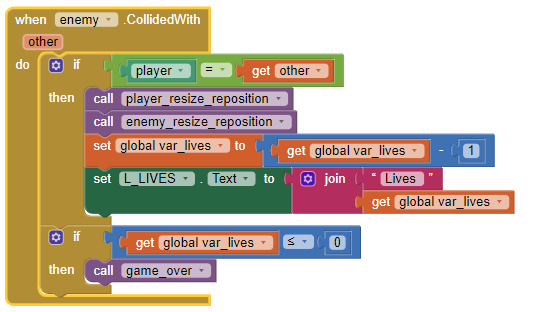 when enemy .CollidedWith
other
do if player = get other
then call player_resize_reposition
call enemy_resize_reposition
set global var_lives to get global var_lives - 1
set L_LIVES . Text to join " Lives "
get global var_lives
if get global var_lives ≤ 0
then call game_over